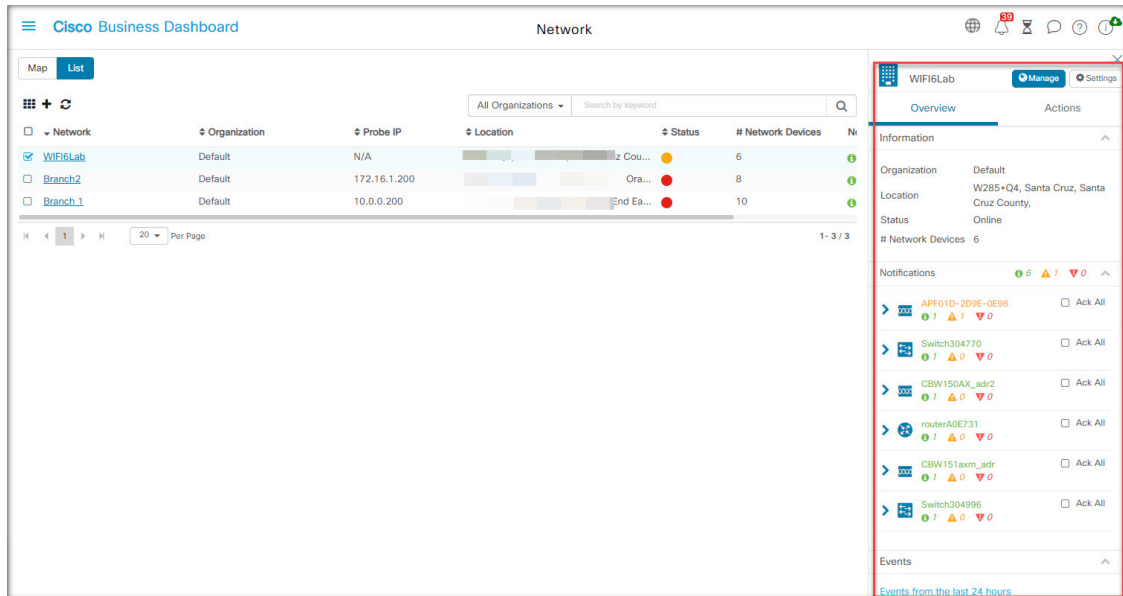 Cisco Business Dashboard
Network
39
Map List
All Organizations Search by keyword
Network Organization Probe IP Location Status # Network Devices
WIFI6Lab Default N/A z Cou... 6
Branch2 Default 172.16.1.200 Ora... 8
Branch 1 Default 10.0.0.200 End Ea... 10
1 20 Per Page 1- 3 / 3
WIFI6Lab Manage Settings
Overview Actions
Information
Organization Default
Location W285+Q4, Santa Cruz, Santa
Cruz County,
Status Online
# Network Devices 6
Notifications 6 1 0
APF01D-2D9E-0E98 Ack All
1 1 0
Switch304770 Ack All
1 0 0
CBW150AX_adr2 Ack All
1 0 0
routerA0E731 Ack All
1 0 0
CBW151axm_adr Ack All
1 0 0
Switch304996 Ack All
1 0 0
Events
Events from the last 24 hours